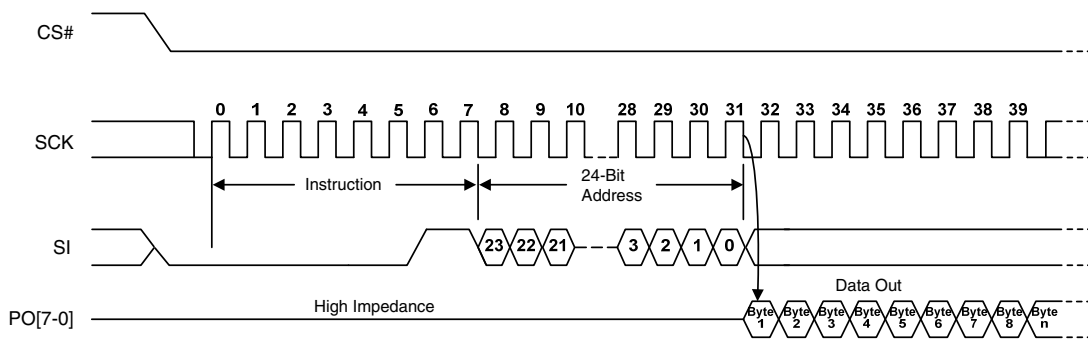 CS#
0 1 2 3 4 5 6 7 8 9 10 28 29 30 31 32 33 34 35 36 37 38 39
SCK
Instruction
24-Bit
Address
SI
23 22 21 3 2 1 0
Data Out
High Impedance
PO[7-0]
Byte 1
Byte 2
Byte 3
Byte 4
Byte 5
Byte 6
Byte 7
Byte 8
Byte n